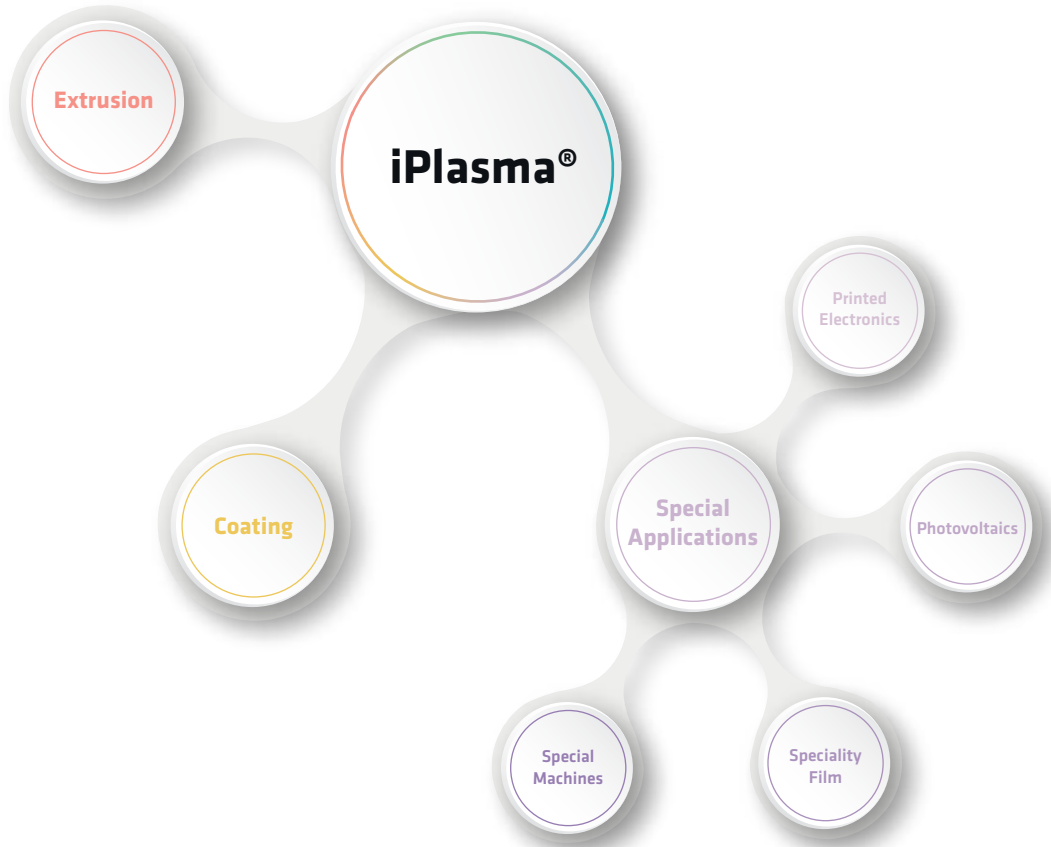 Extrusion
iPlasma®
Printed
Electronics
Special
Applications
Coating
Photovoltaics
Special
Machines
Speciality
Film